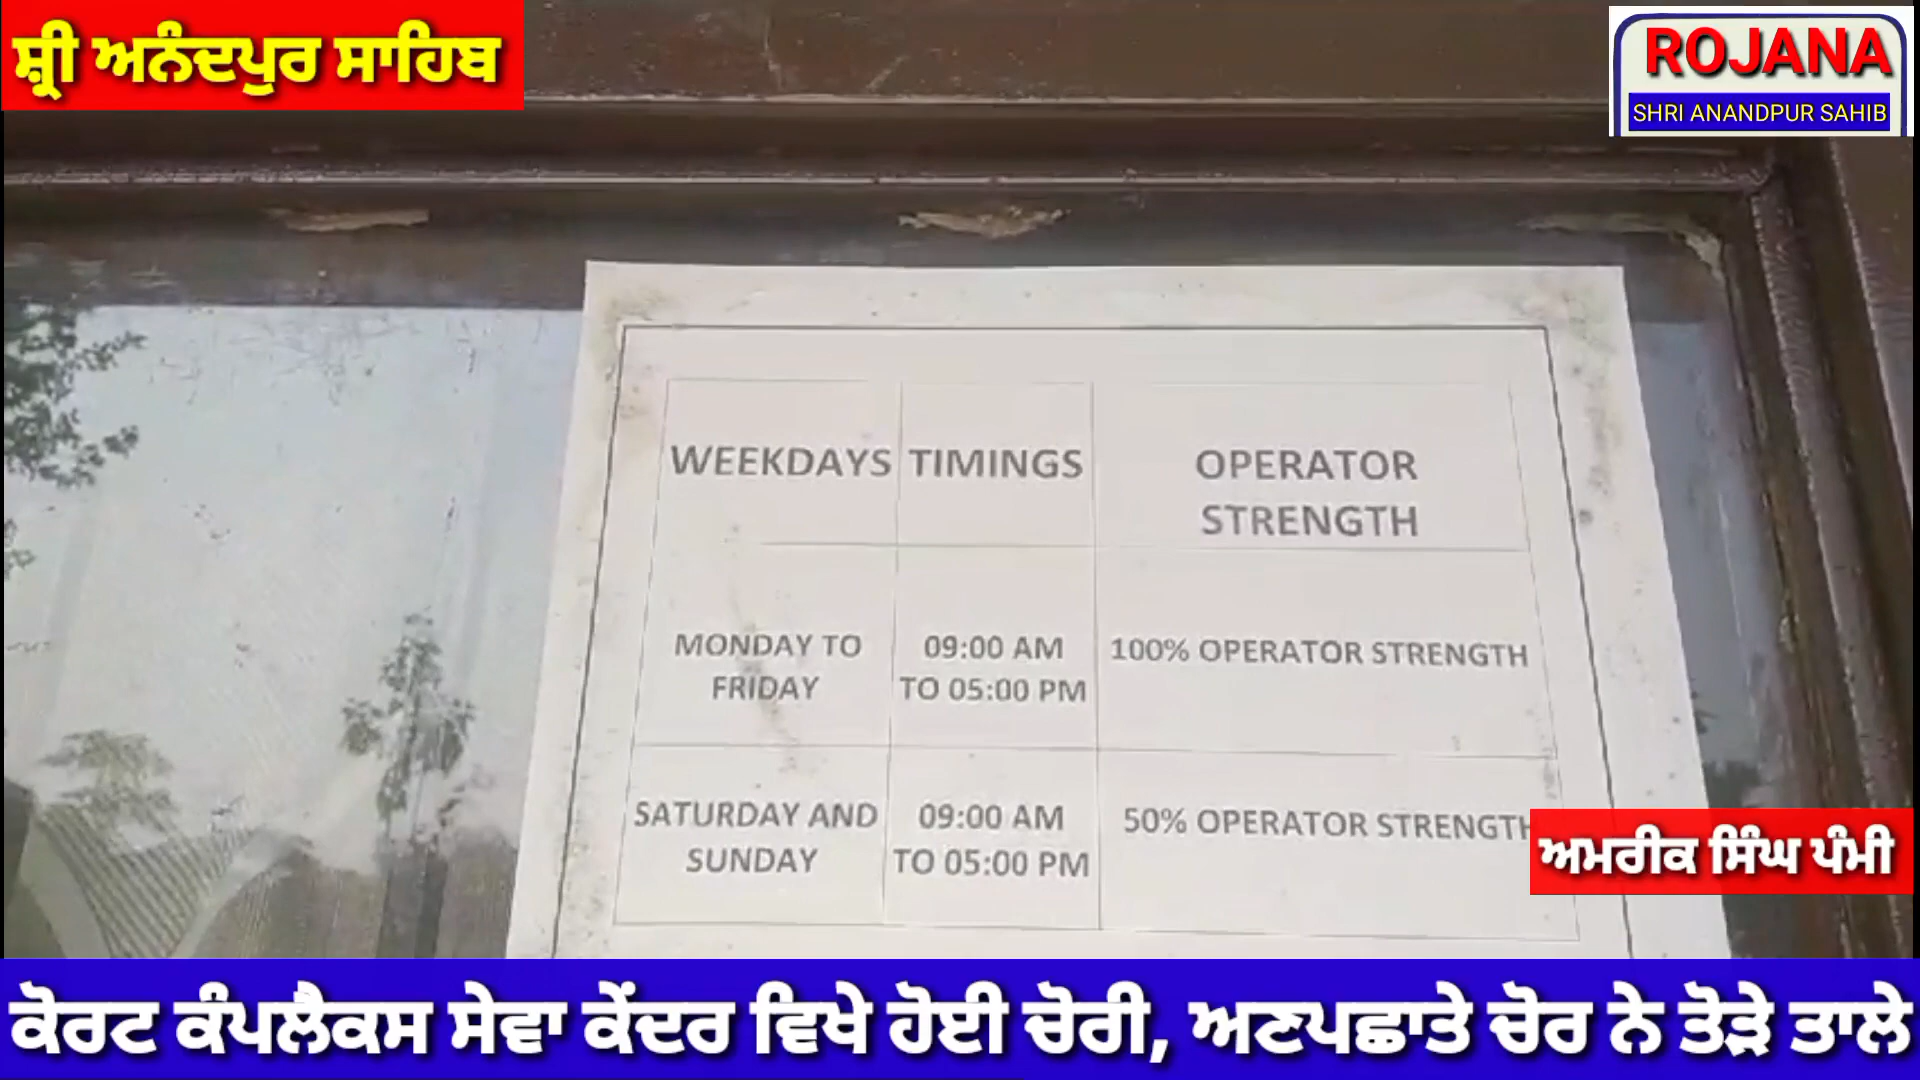 ਸ਼੍ਰੀ ਅਨੰਦਪੁਰ ਸਾਹਿਬ
ROJANA
SHRI ANANDPUR SAHIB
WEEKDAYS TIMINGS OPERATOR
STRENGTH
MONDAY TO 09:00 AM 100% OPERATOR STRENGTH
FRIDAY TO 05:00 PM
SATURDAY AND 09:00 AM 50% OPERATOR STRENGTH
SUNDAY TO 05:00 PM
ਅਮਰੀਕ ਸਿੰਘ ਪੰਮੀ
ਕੋਰਟ ਕੰਪਲੈਕਸ ਸੇਵਾ ਕੇਂਦਰ ਵਿਖੇ ਹੋਈ ਚੋਰੀ, ਅਣਪਛਾਤੇ ਚੋਰ ਨੇ ਤੋੜੇ ਤਾਲੇ